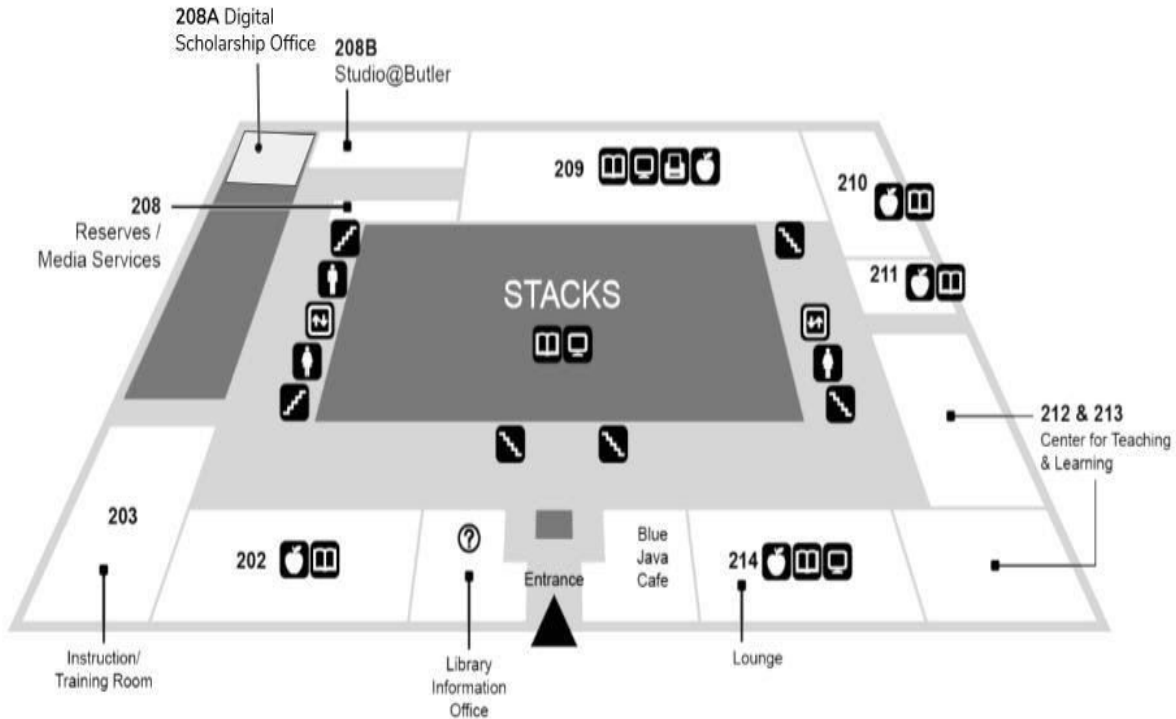 208A Digital
Scholarship Office
208B
Studio@Butler
209
210
208
Reserves /
Media Services
211
STACKS
212 & 213
Center for Teaching
& Learning
203
202
?
Entrance
Blue
Java
Cafe
214
Instruction/
Training Room
Library
Information
Office
Lounge